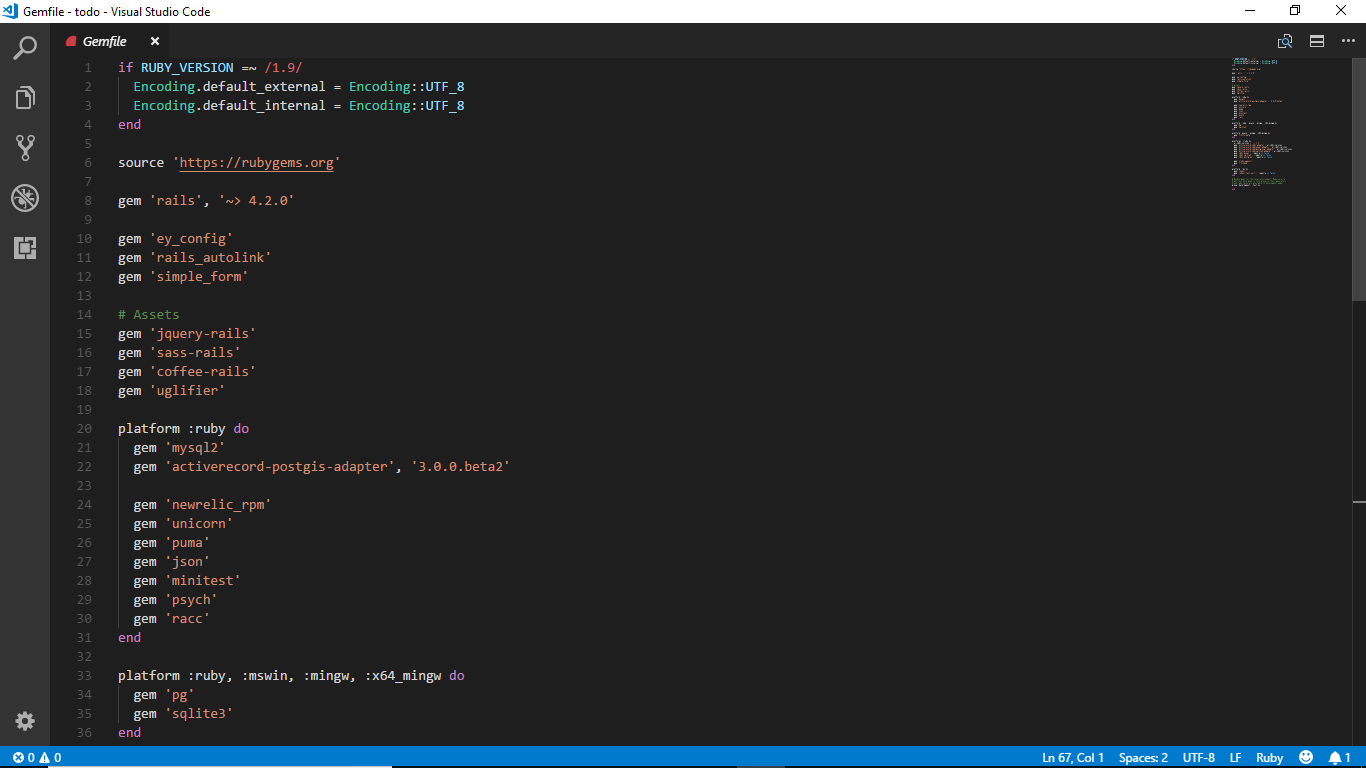 Gemfile - todo - Visual Studio Code
Gemfile
1 if RUBY_VERSION =~ /1.9/
2   Encoding.default_external = Encoding::UTF_8
3   Encoding.default_internal = Encoding::UTF_8
4 end
5
6 source 'https://rubygems.org'
7
8 gem 'rails', '~> 4.2.0'
9
10 gem 'ey_config'
11 gem 'rails_autolink'
12 gem 'simple_form'
13
14 # Assets
15 gem 'jquery-rails'
16 gem 'sass-rails'
17 gem 'coffee-rails'
18 gem 'uglifier'
19
20 platform :ruby do
21   gem 'mysql2'
22   gem 'activerecord-postgis-adapter', '3.0.0.beta2'
23
24   gem 'newrelic_rpm'
25   gem 'unicorn'
26   gem 'puma'
27   gem 'json'
28   gem 'minitest'
29   gem 'psych'
30   gem 'racc'
31 end
32
33 platform :ruby, :mswin, :mingw, :x64_mingw do
34   gem 'pg'
35   gem 'sqlite3'
36 end
0 0 Ln 67, Col 1 Spaces: 2 UTF-8 LF Ruby 1